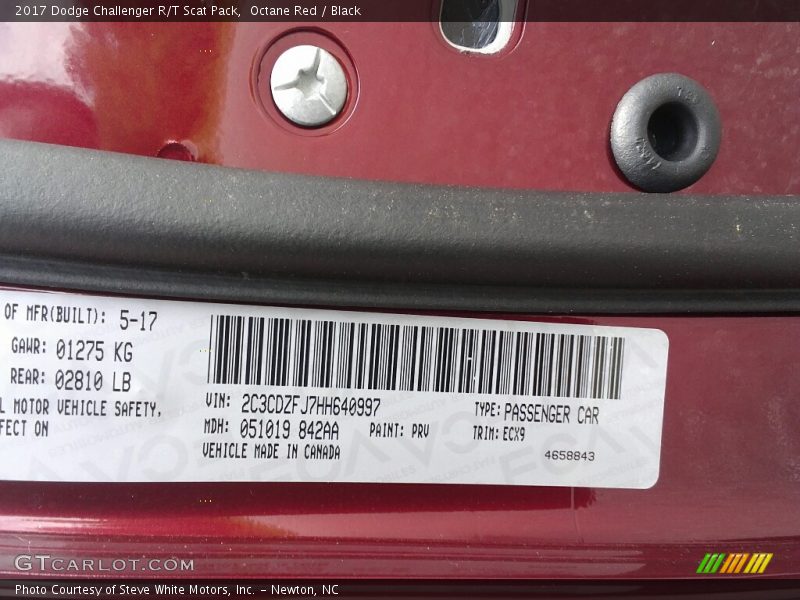 2017 Dodge Challenger R/T Scat Pack, Octane Red / Black
OF MFR(BUILT): 5-17
GAWR: 01275 KG
REAR: 02810 LB
L MOTOR VEHICLE SAFETY,
FECT ON
VIN: 2C3CDZFJ7HH640997
TYPE: PASSENGER CAR
MDH: 051019 842AA
PAINT: PRV
TRIM: ECX9
VEHICLE MADE IN CANADA
4658843
GTCARLOT.COM
Photo Courtesy of Steve White Motors, Inc. – Newton, NC